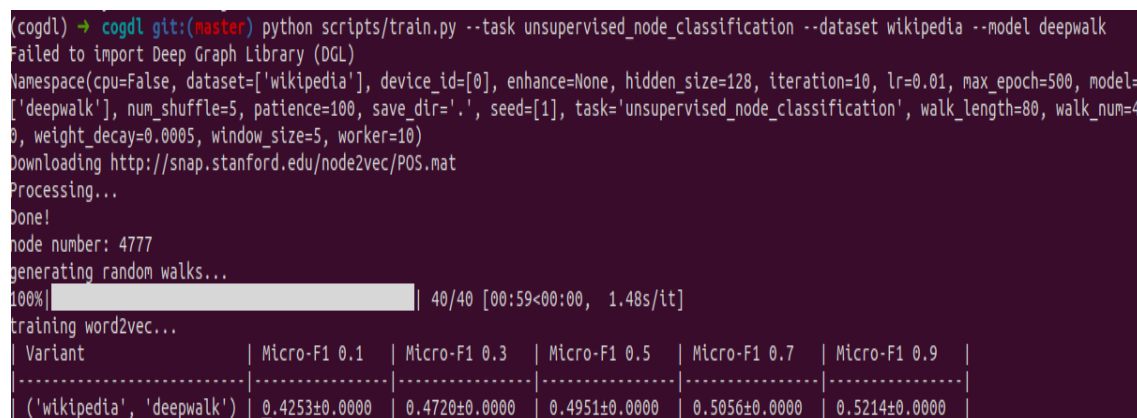 (cogdl) → cogdl git:(master) python scripts/train.py --task unsupervised_node_classification --dataset wikipedia --model deepwalk
Failed to import Deep Graph Library (DGL)
Namespace(cpu=False, dataset=['wikipedia'], device_id=[0], enhance=None, hidden_size=128, iteration=10, lr=0.01, max_epoch=500, model=
['deepwalk'], num_shuffle=5, patience=100, save_dir='.', seed=[1], task='unsupervised_node_classification', walk_length=80, walk_num=4
0, weight_decay=0.0005, window_size=5, worker=10)
Downloading http://snap.stanford.edu/node2vec/POS.mat
Processing...
Done!
node number: 4777
generating random walks...
100%| | 40/40 [00:59<00:00, 1.48s/it]
training word2vec...
| Variant | Micro-F1 0.1 | Micro-F1 0.3 | Micro-F1 0.5 | Micro-F1 0.7 | Micro-F1 0.9 |
|--------------------------|----------------|----------------|----------------|----------------|----------------|
| ('wikipedia', 'deepwalk') | 0.4253±0.0000 | 0.4720±0.0000 | 0.4951±0.0000 | 0.5056±0.0000 | 0.5214±0.0000 |